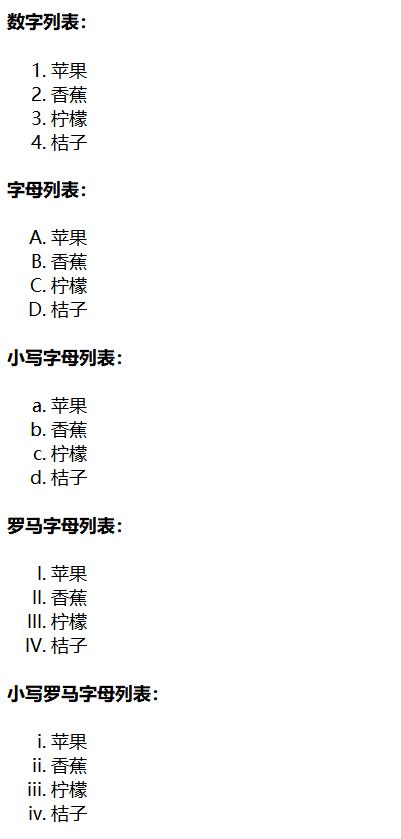 数字列表：
1. 苹果
2. 香蕉
3. 柠檬
4. 桔子
字母列表：
A. 苹果
B. 香蕉
C. 柠檬
D. 桔子
小写字母列表：
a. 苹果
b. 香蕉
c. 柠檬
d. 桔子
罗马字母列表：
I. 苹果
II. 香蕉
III. 柠檬
IV. 桔子
小写罗马字母列表：
i. 苹果
ii. 香蕉
iii. 柠檬
iv. 桔子